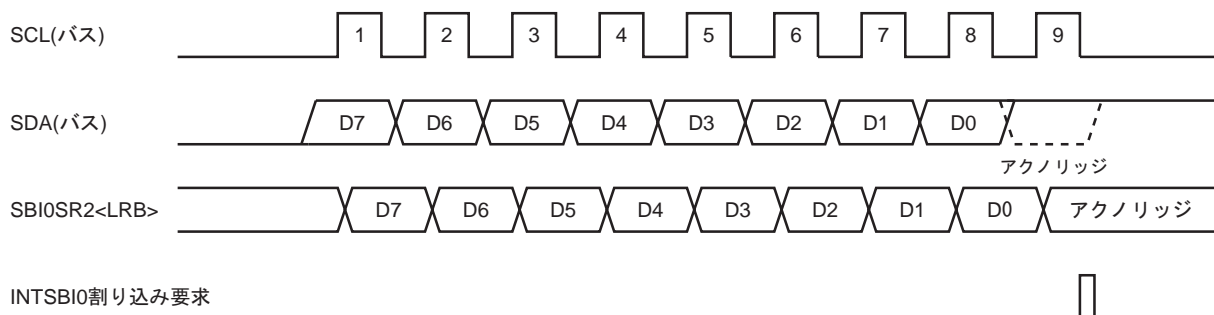 SCL(バス) 1 2 3 4 5 6 7 8 9
SDA(バス) D7 D6 D5 D4 D3 D2 D1 D0
アクノリッジ
SBI0SR2<LRB> D7 D6 D5 D4 D3 D2 D1 D0 アクノリッジ
INTSBI0割り込み要求